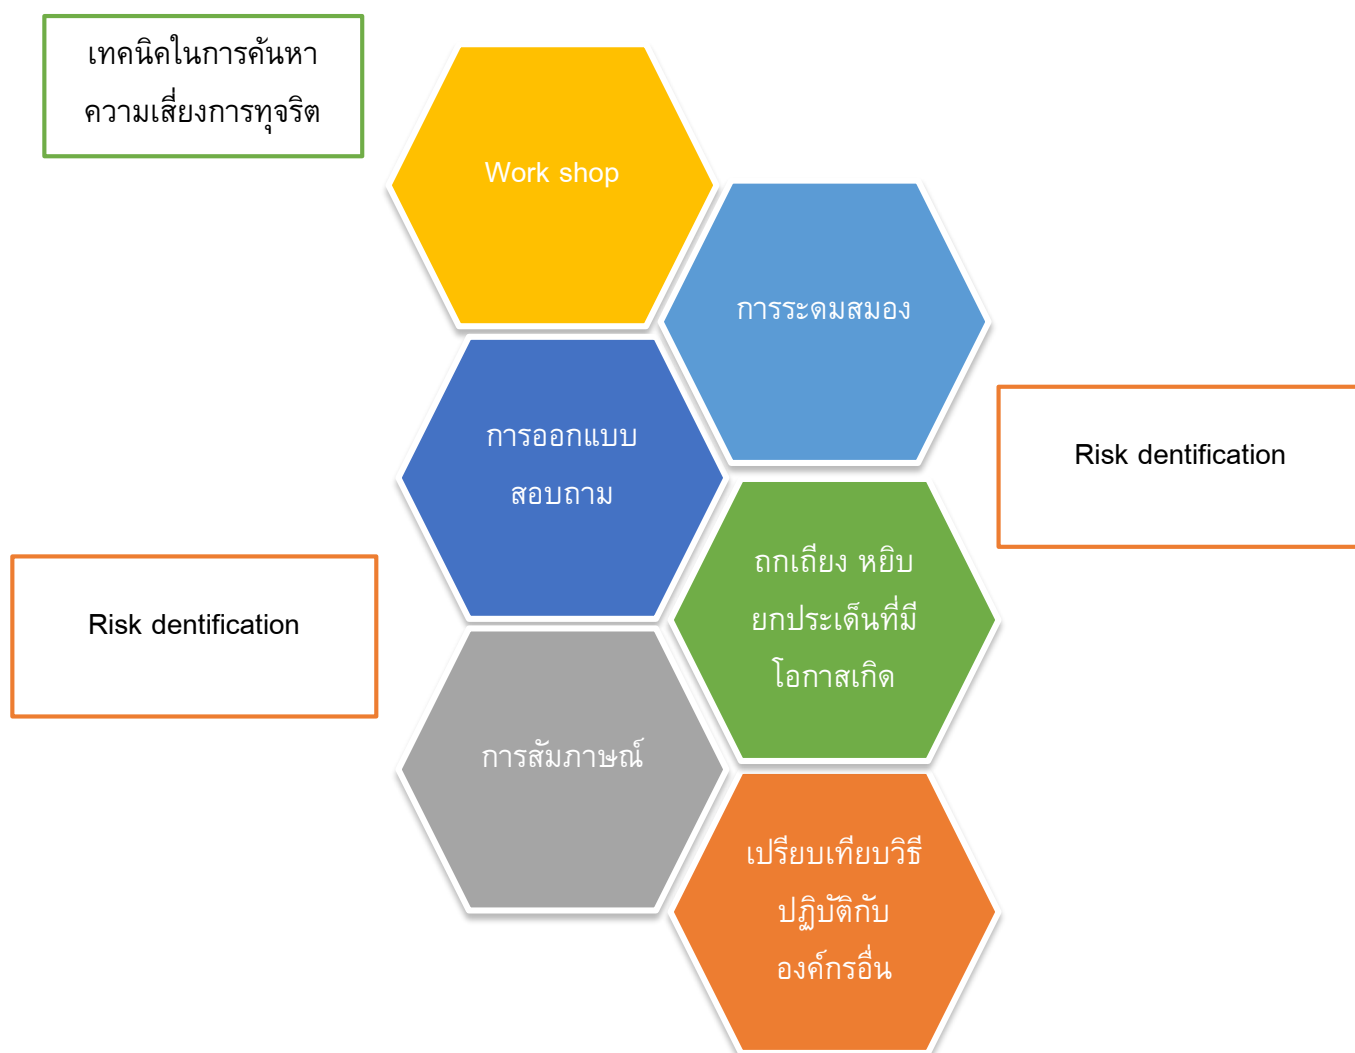 เทคนิคในการค้นหา
ความเสี่ยงการทุจริต
Work shop
การระดมสมอง
การออกแบบ
สอบถาม
Risk dentification
ถกเถียง หยิบ
ยกประเด็นที่มี
โอกาสเกิด
Risk dentification
การสัมภาษณ์
เปรียบเทียบวิธี
ปฏิบัติกับ
องค์กรอื่น